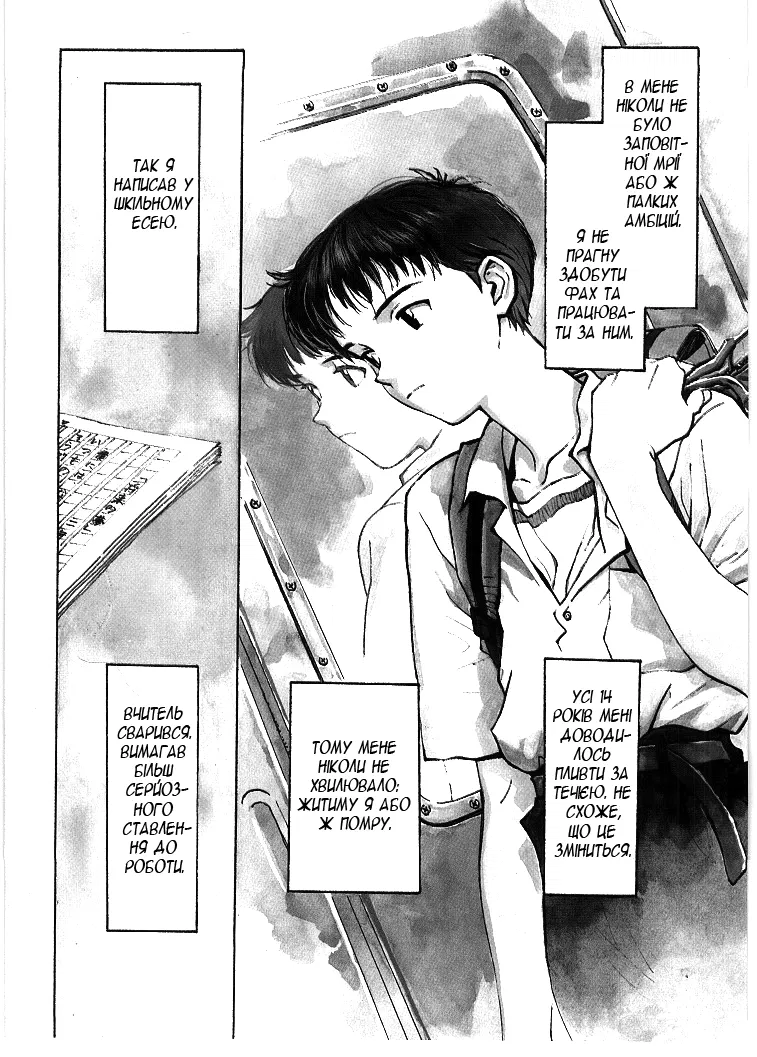 В МЕНЕ
НІКОЛИ НЕ
БУЛО
ЗАПОВІТ-
НОЇ МРІЇ
АБО Ж
ПАЛКИХ
АМБІЦІЙ.
Я НЕ
ПРАГНУ
ЗДОБУТИ
ФАХ ТА
ПРАЦЮВА-
ТИ ЗА НИМ.
УСІ 14
РОКІВ МЕНІ
ДОВОДИ-
ЛОСЬ
ПЛИВТИ ЗА
ТЕЧІЄЮ. НЕ
СХОЖЕ,
ЩО ЦЕ
ЗМІНИТЬСЯ.
ТОМУ МЕНЕ
НІКОЛИ НЕ
ХВИЛЮВАЛО:
ЖИТИМУ Я АБО
Ж ПОМРУ.
ТАК Я
НАПИСАВ У
ШКІЛЬНОМУ
ЕСЕЮ.
ВЧИТЕЛЬ
СВАРИВСЯ.
ВИМАГАВ
БІЛЬШ
СЕРЙОЗ-
НОГО
СТАВЛЕН-
НЯ ДО
РОБОТИ.